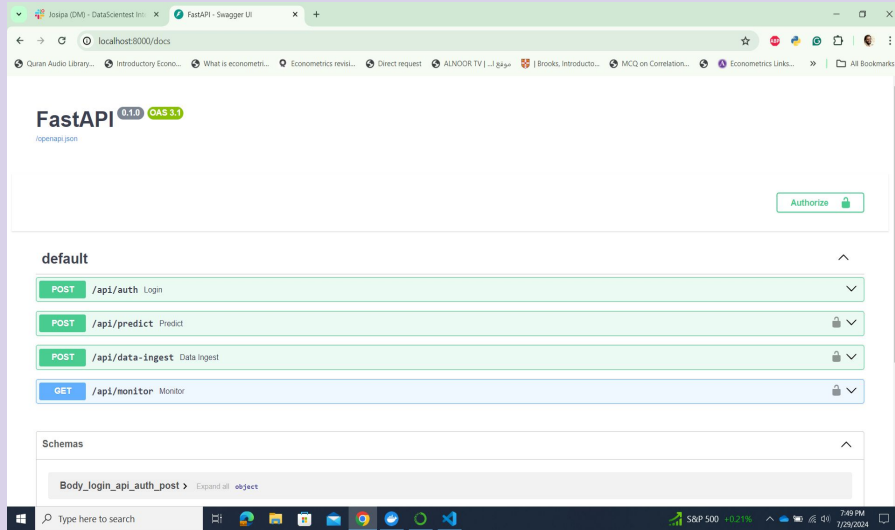 Josipa (DM) - DataScientest Int
FastAPI - Swagger UI
localhost:8000/docs
Quran Audio Library...
Introductory Econo...
What is econometri...
Econometrics revisi...
Direct request
ALNOOR TV | ...موقع ا
| Brooks, Introducto...
MCQ on Correlation...
Econometrics Links...
All Bookmarks
FastAPI 0.1.0 OAS 3.1
/openapi.json
Authorize
default
POST /api/auth Login
POST /api/predict Predict
POST /api/data-ingest Data Ingest
GET /api/monitor Monitor
Schemas
Body_login_api_auth_post > Expand all object
Type here to search
S&P 500 +0.21%
7:49 PM
7/29/2024